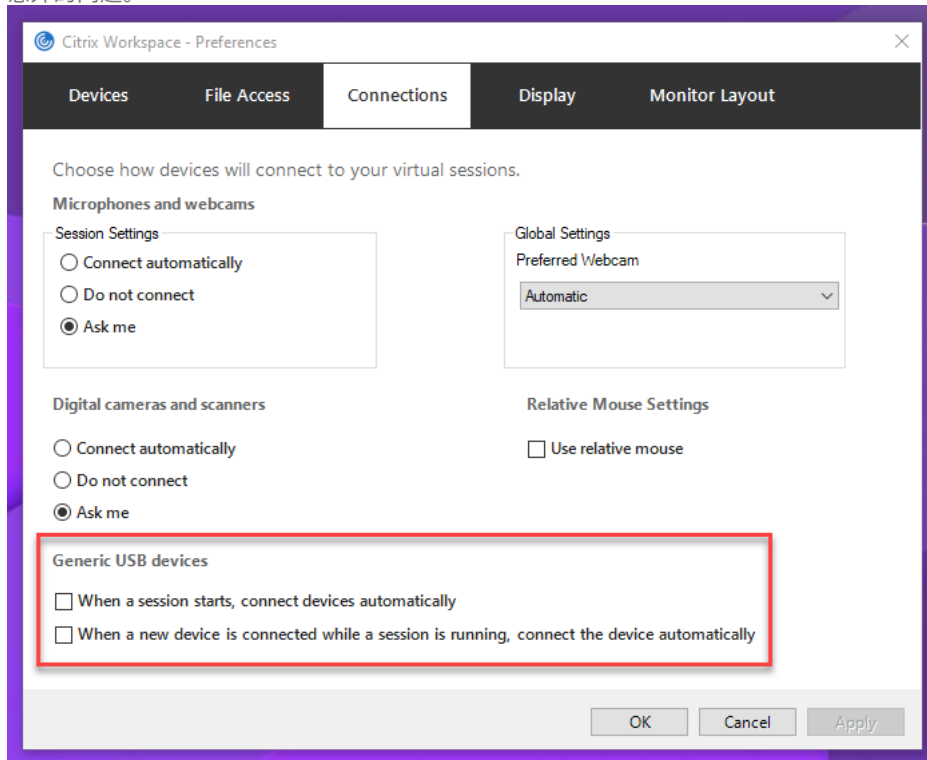 Citrix Workspace - Preferences
Devices File Access Connections Display Monitor Layout
Choose how devices will connect to your virtual sessions.
Microphones and webcams
Session Settings
Connect automatically
Do not connect
Ask me
Global Settings
Preferred Webcam
Automatic
Digital cameras and scanners
Connect automatically
Do not connect
Ask me
Relative Mouse Settings
Use relative mouse
Generic USB devices
When a session starts, connect devices automatically
When a new device is connected while a session is running, connect the device automatically
OK Cancel Apply